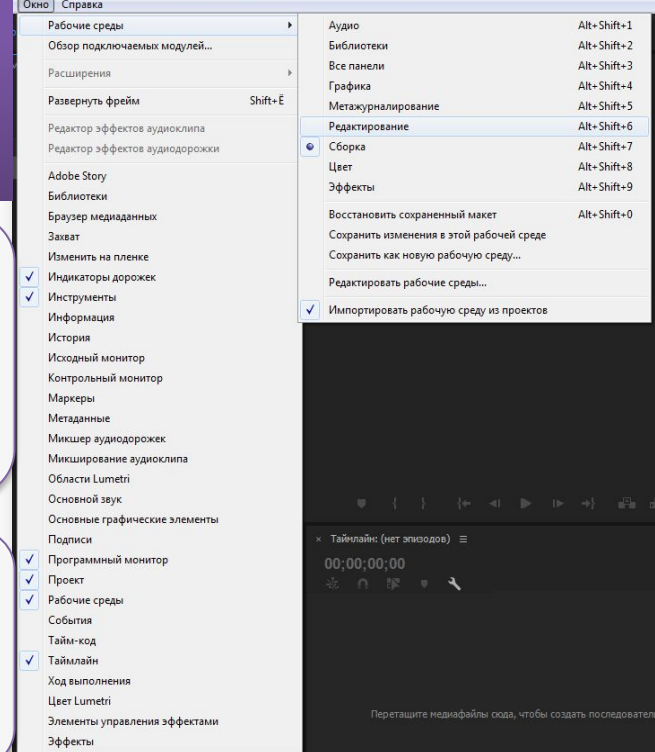 Окно Справка
Рабочие среды
Обзор подключаемых модулей...
Расширения
Развернуть фрейм Shift+Ё
Редактор эффектов аудиоклипа
Редактор эффектов аудиодорожки
Adobe Story
Библиотеки
Браузер медиаданных
Захват
Изменить на пленке
Индикаторы дорожек
Инструменты
Информация
История
Исходный монитор
Контрольный монитор
Маркеры
Метаданные
Микшер аудиодорожек
Микширование аудиоклипа
Области Lumetri
Основной звук
Основные графические элементы
Подписи
Программный монитор
Проект
Рабочие среды
События
Тайм-код
Таймлайн
Ход выполнения
Цвет Lumetri
Элементы управления эффектами
Эффекты
Аудио Alt+Shift+1
Библиотеки Alt+Shift+2
Все панели Alt+Shift+3
Графика Alt+Shift+4
Метажурналирование Alt+Shift+5
Редактирование Alt+Shift+6
Сборка Alt+Shift+7
Цвет Alt+Shift+8
Эффекты Alt+Shift+9
Восстановить сохраненный макет Alt+Shift+0
Сохранить изменения в этой рабочей среде
Сохранить как новую рабочую среду...
Редактировать рабочие среды...
Импортировать рабочую среду из проектов
× Таймлайн: (нет эпизодов)
00;00;00;00
Перетащите медиафайлы сюда, чтобы создать